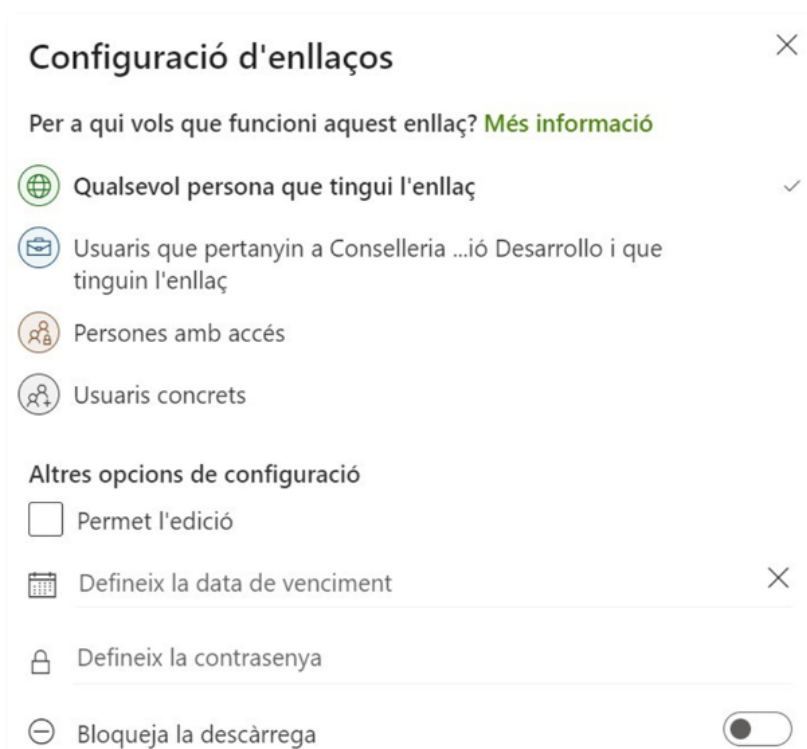 Configuració d'enllaços
Per a qui vols que funcioni aquest enllaç? Més informació
Qualsevol persona que tingui l'enllaç
Usuaris que pertanyin a Conselleria ...ió Desarrollo i que
tinguin l'enllaç
Persones amb accés
Usuaris concrets
Altres opcions de configuració
Permet l'edició
Defineix la data de venciment
Defineix la contrasenya
Bloqueja la descàrrega